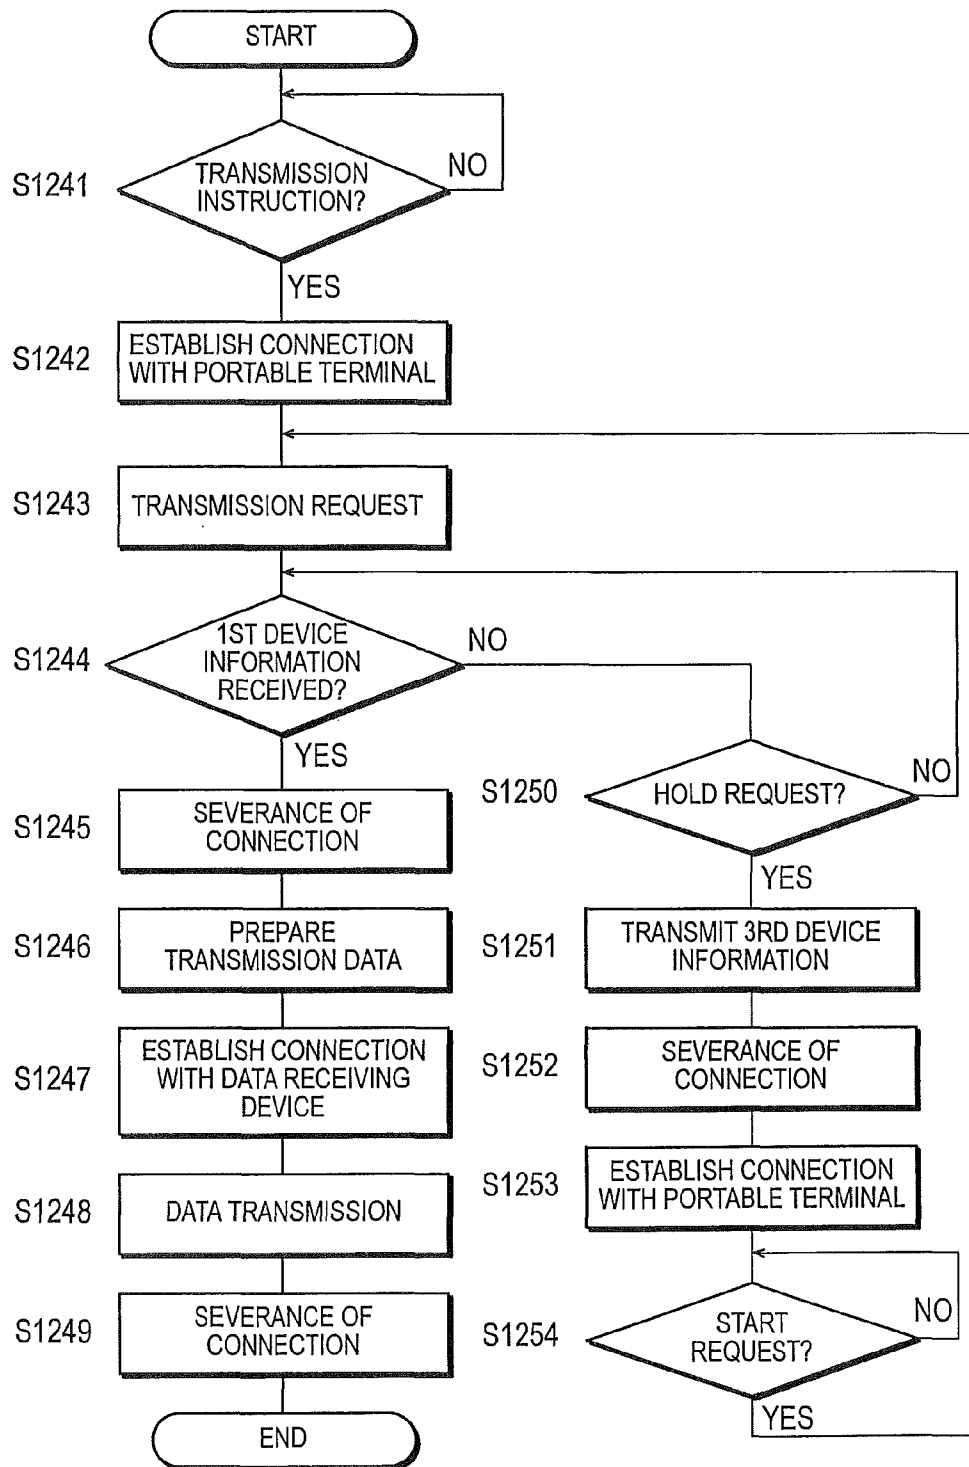 START
S1241
TRANSMISSION
INSTRUCTION?
NO
YES
S1242
ESTABLISH CONNECTION
WITH PORTABLE TERMINAL
S1243
TRANSMISSION REQUEST
S1244
1ST DEVICE
INFORMATION
RECEIVED?
NO
YES
S1245
SEVERANCE OF
CONNECTION
S1246
PREPARE
TRANSMISSION DATA
S1247
ESTABLISH CONNECTION
WITH DATA RECEIVING
DEVICE
S1248
DATA TRANSMISSION
S1249
SEVERANCE OF
CONNECTION
END
S1250
HOLD REQUEST?
NO
YES
S1251
TRANSMIT 3RD DEVICE
INFORMATION
S1252
SEVERANCE OF
CONNECTION
S1253
ESTABLISH CONNECTION
WITH PORTABLE TERMINAL
S1254
START
REQUEST?
NO
YES